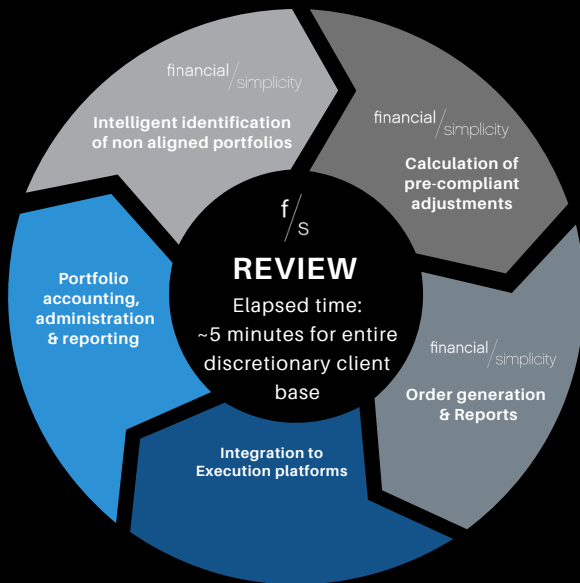 financial/simplicity
Intelligent identification
of non aligned portfolios
financial/simplicity
Calculation of
pre-compliant
adjustments
financial/simplicity
Order generation
& Reports
Integration to
Execution platforms
Portfolio
accounting,
administration
& reporting
f/s
REVIEW
Elapsed time:
~5 minutes for entire
discretionary client
base